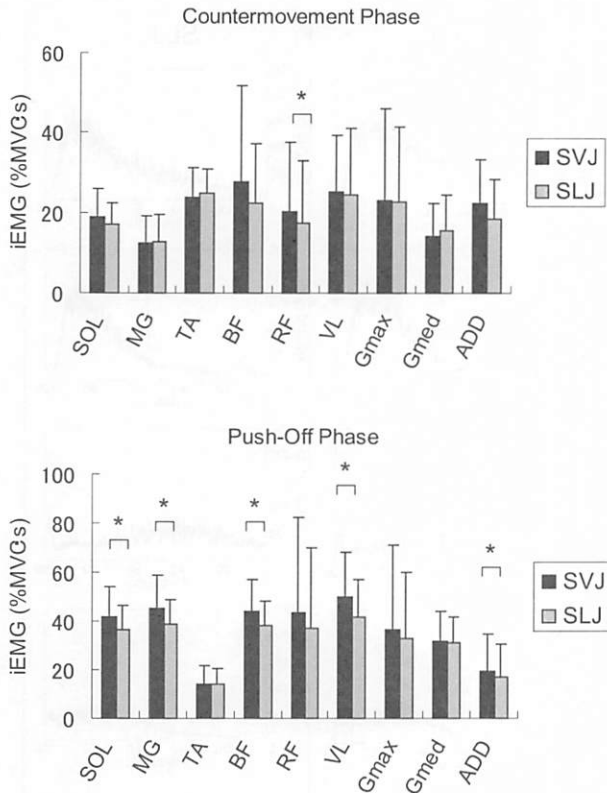 Countermovement Phase
iEMG (%MVCs)
60
40
20
0
*
SVJ
SLJ
SOL
MG
TA
BF
RF
VL
Gmax
Gmed
ADD
Push-Off Phase
iEMG (%MVCs)
100
80
60
40
20
0
*
*
*
*
*
SVJ
SLJ
SOL
MG
TA
BF
RF
VL
Gmax
Gmed
ADD